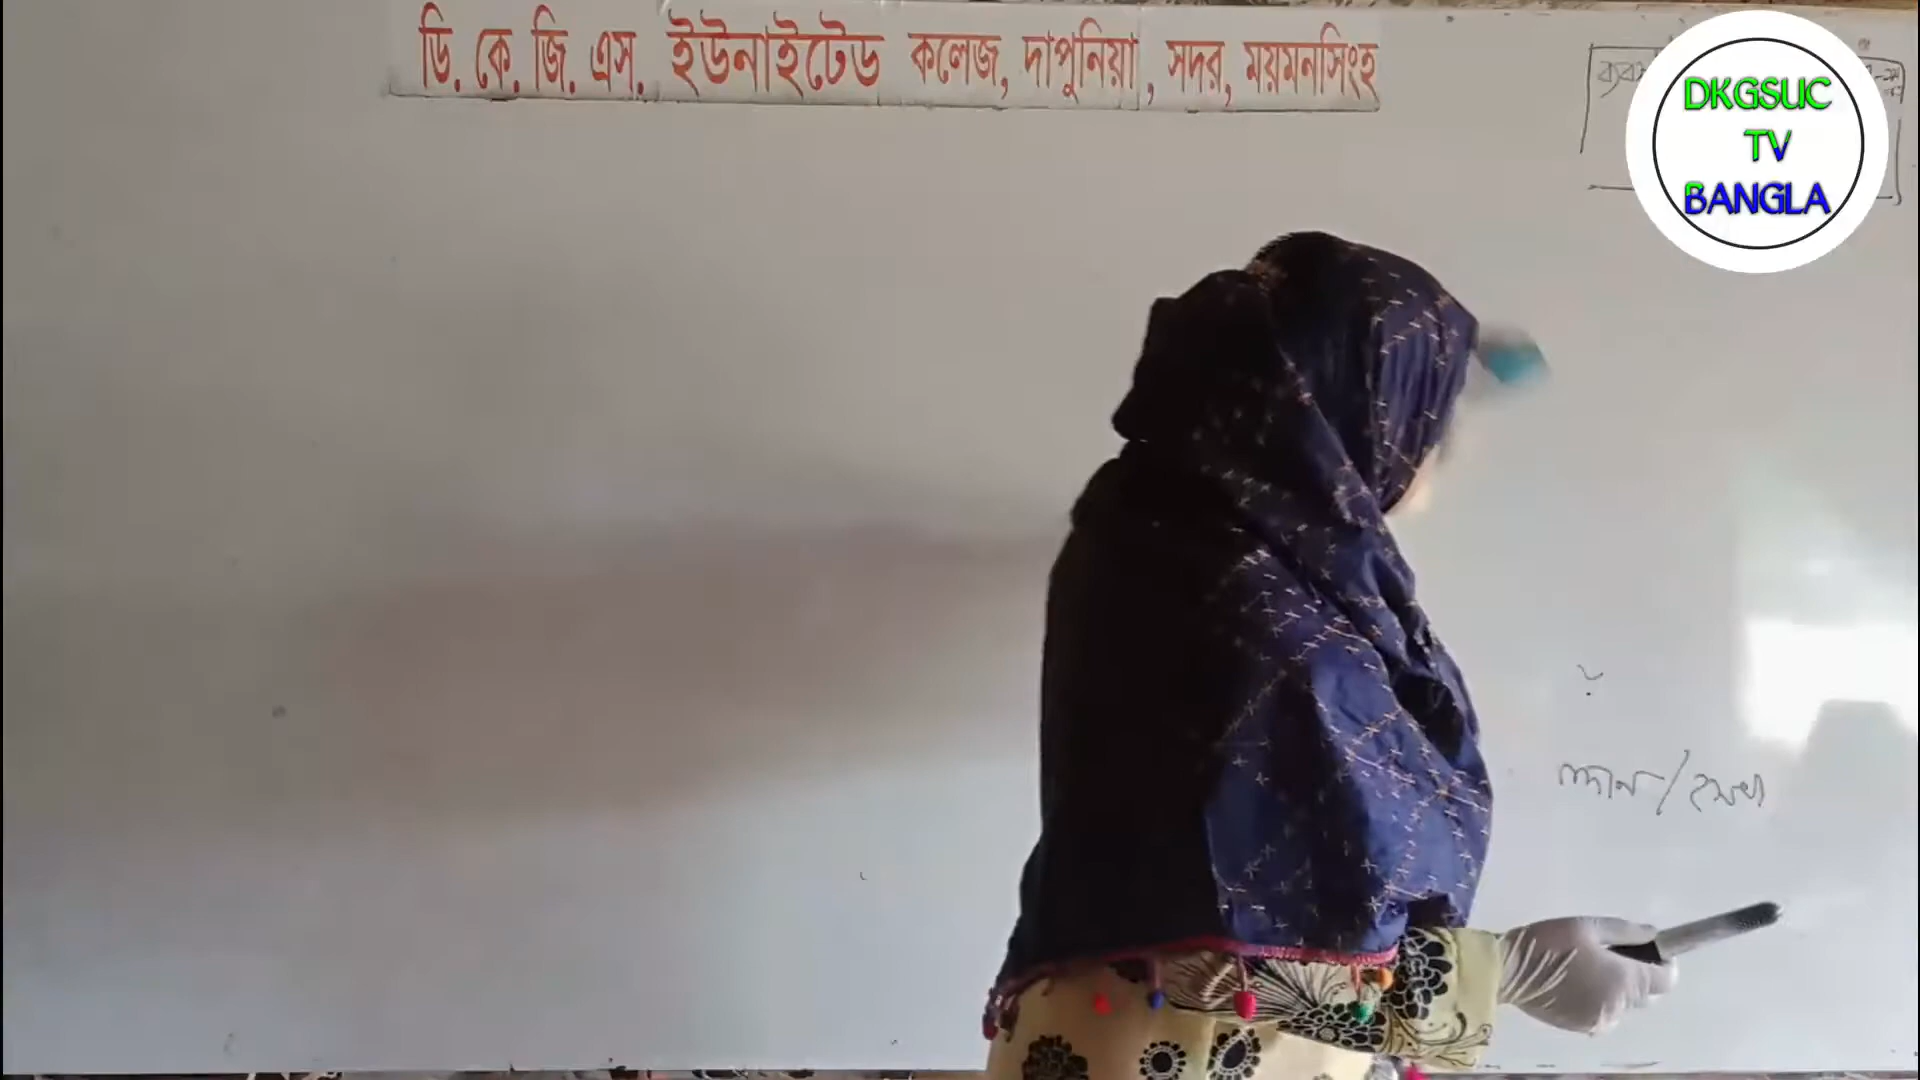 ডি. কে. জি. এস. ইউনাইটেড কলেজ, দাপুনিয়া, সদর, ময়মনসিংহ
DKGSUC
TV
BANGLA